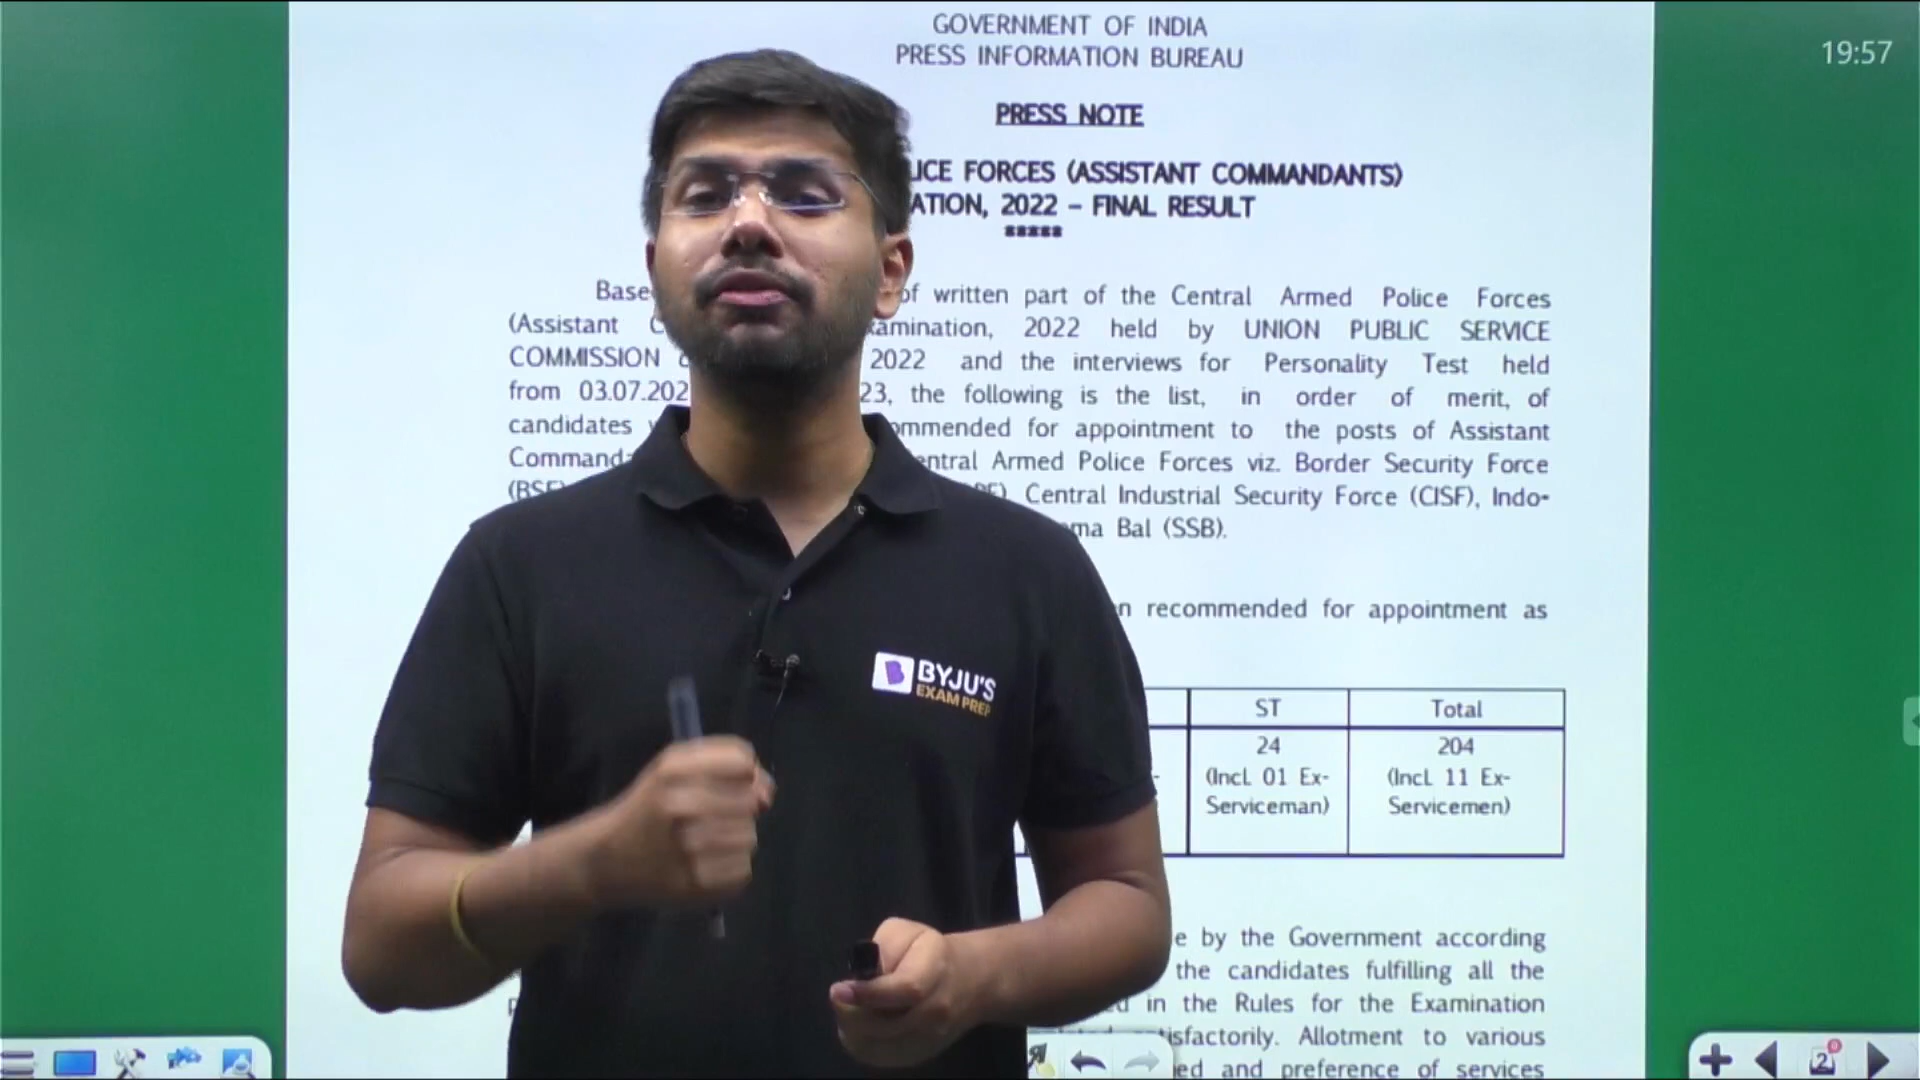 GOVERNMENT OF INDIA
PRESS INFORMATION BUREAU
19:57
PRESS NOTE
LICE FORCES (ASSISTANT COMMANDANTS)
ATION, 2022 – FINAL RESULT
*****
Base of written part of the Central Armed Police Forces
(Assistant C amination, 2022 held by UNION PUBLIC SERVICE
COMMISSION 2022 and the interviews for Personality Test held
from 03.07.202 23, the following is the list, in order of merit, of
candidates ommended for appointment to the posts of Assistant
Command entral Armed Police Forces viz. Border Security Force
(BSF) Central Industrial Security Force (CISF), Indo-
ma Bal (SSB).
n recommended for appointment as
BYJU'S
EXAM PREP
ST Total
24 204
(Incl. 01 Ex- (Incl. 11 Ex-
Serviceman) Servicemen)
e by the Government according
the candidates fulfilling all the
in the Rules for the Examination
isfactorily. Allotment to various
ed and preference of services
2